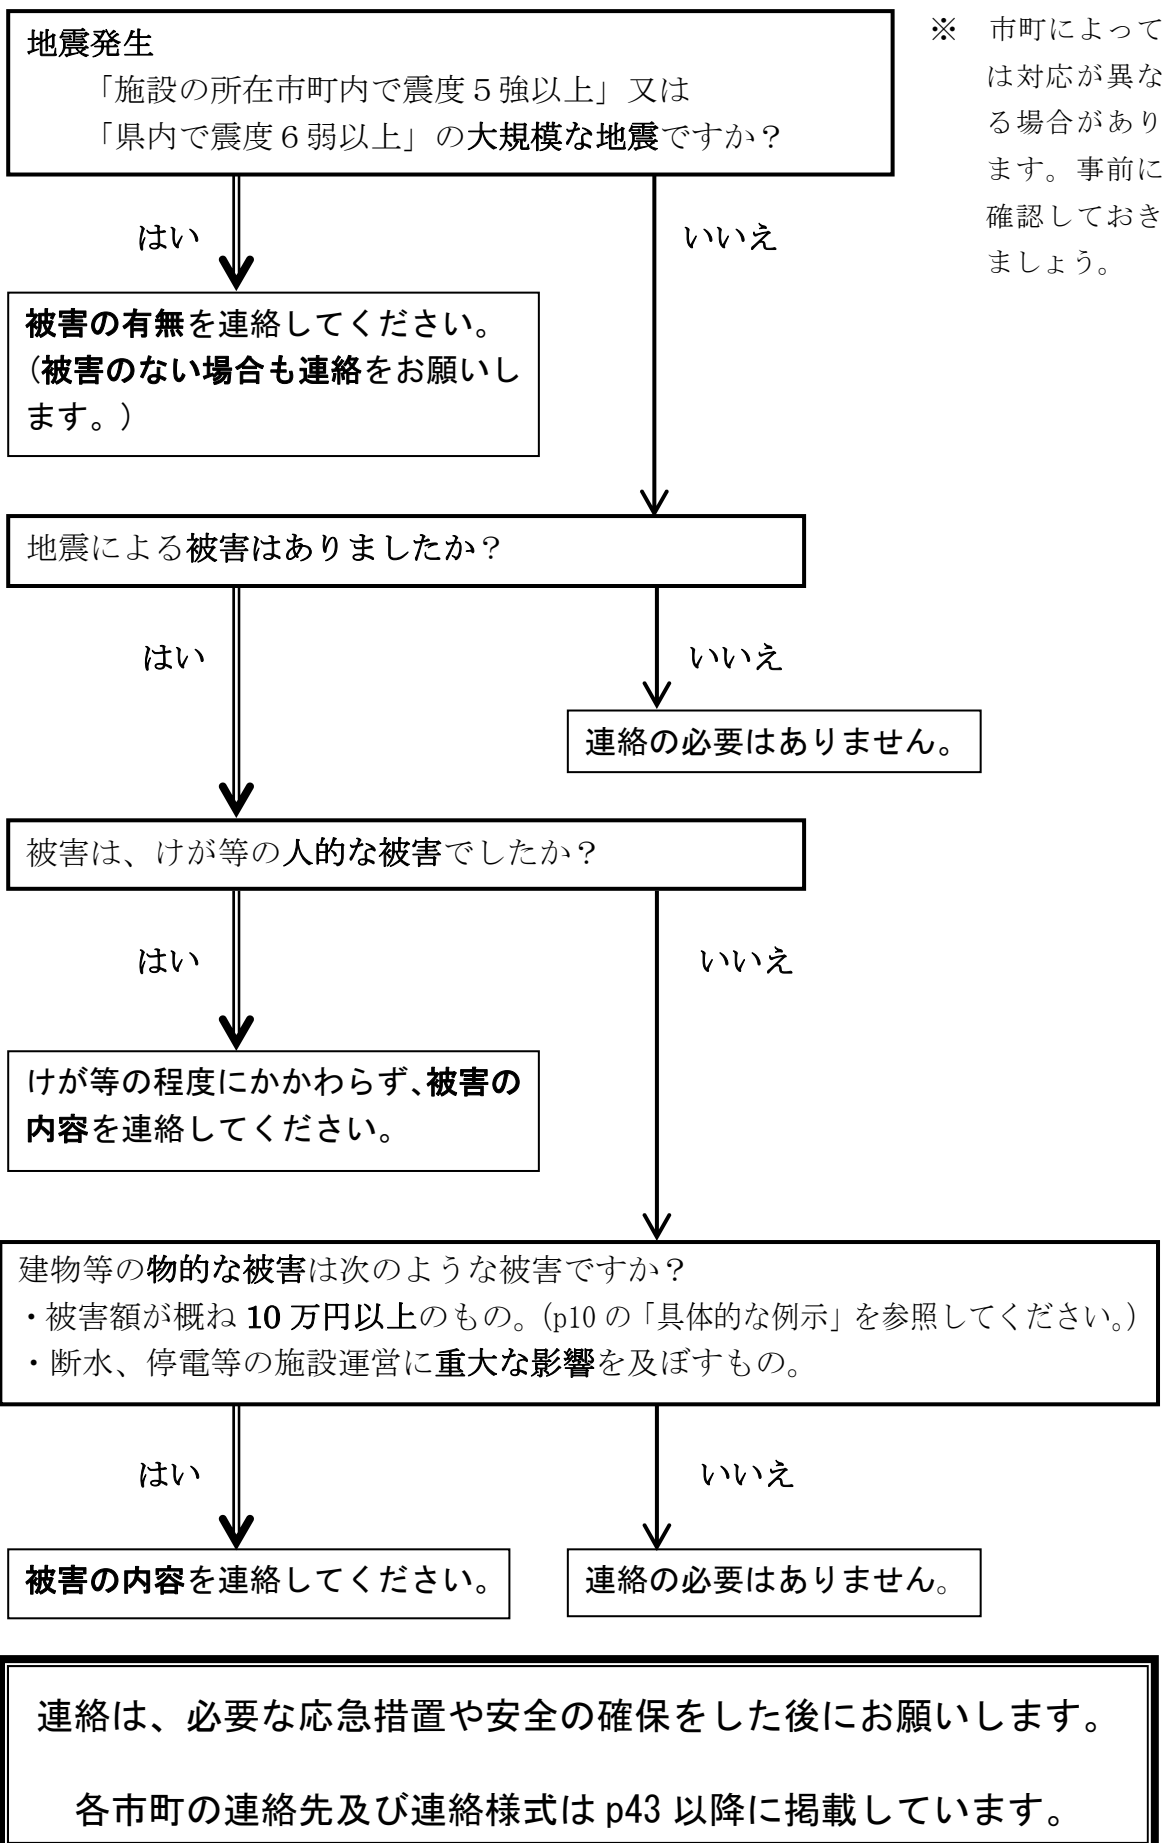 地震発生
「施設の所在市町内で震度５強以上」又は
「県内で震度６弱以上」の大規模な地震ですか？
※　市町によって
は対応が異な
る場合があり
ます。事前に
確認しておき
ましょう。
はい
いいえ
被害の有無を連絡してください。
（被害のない場合も連絡をお願いし
ます。）
地震による被害はありましたか？
はい
いいえ
連絡の必要はありません。
被害は、けが等の人的な被害でしたか？
はい
いいえ
けが等の程度にかかわらず、被害の
内容を連絡してください。
建物等の物的な被害は次のような被害ですか？
・被害額が概ね 10 万円以上のもの。（p10 の「具体的な例示」を参照してください。）
・断水、停電等の施設運営に重大な影響を及ぼすもの。
はい
いいえ
被害の内容を連絡してください。
連絡の必要はありません。
連絡は、必要な応急措置や安全の確保をした後にお願いします。
各市町の連絡先及び連絡様式は p43 以降に掲載しています。